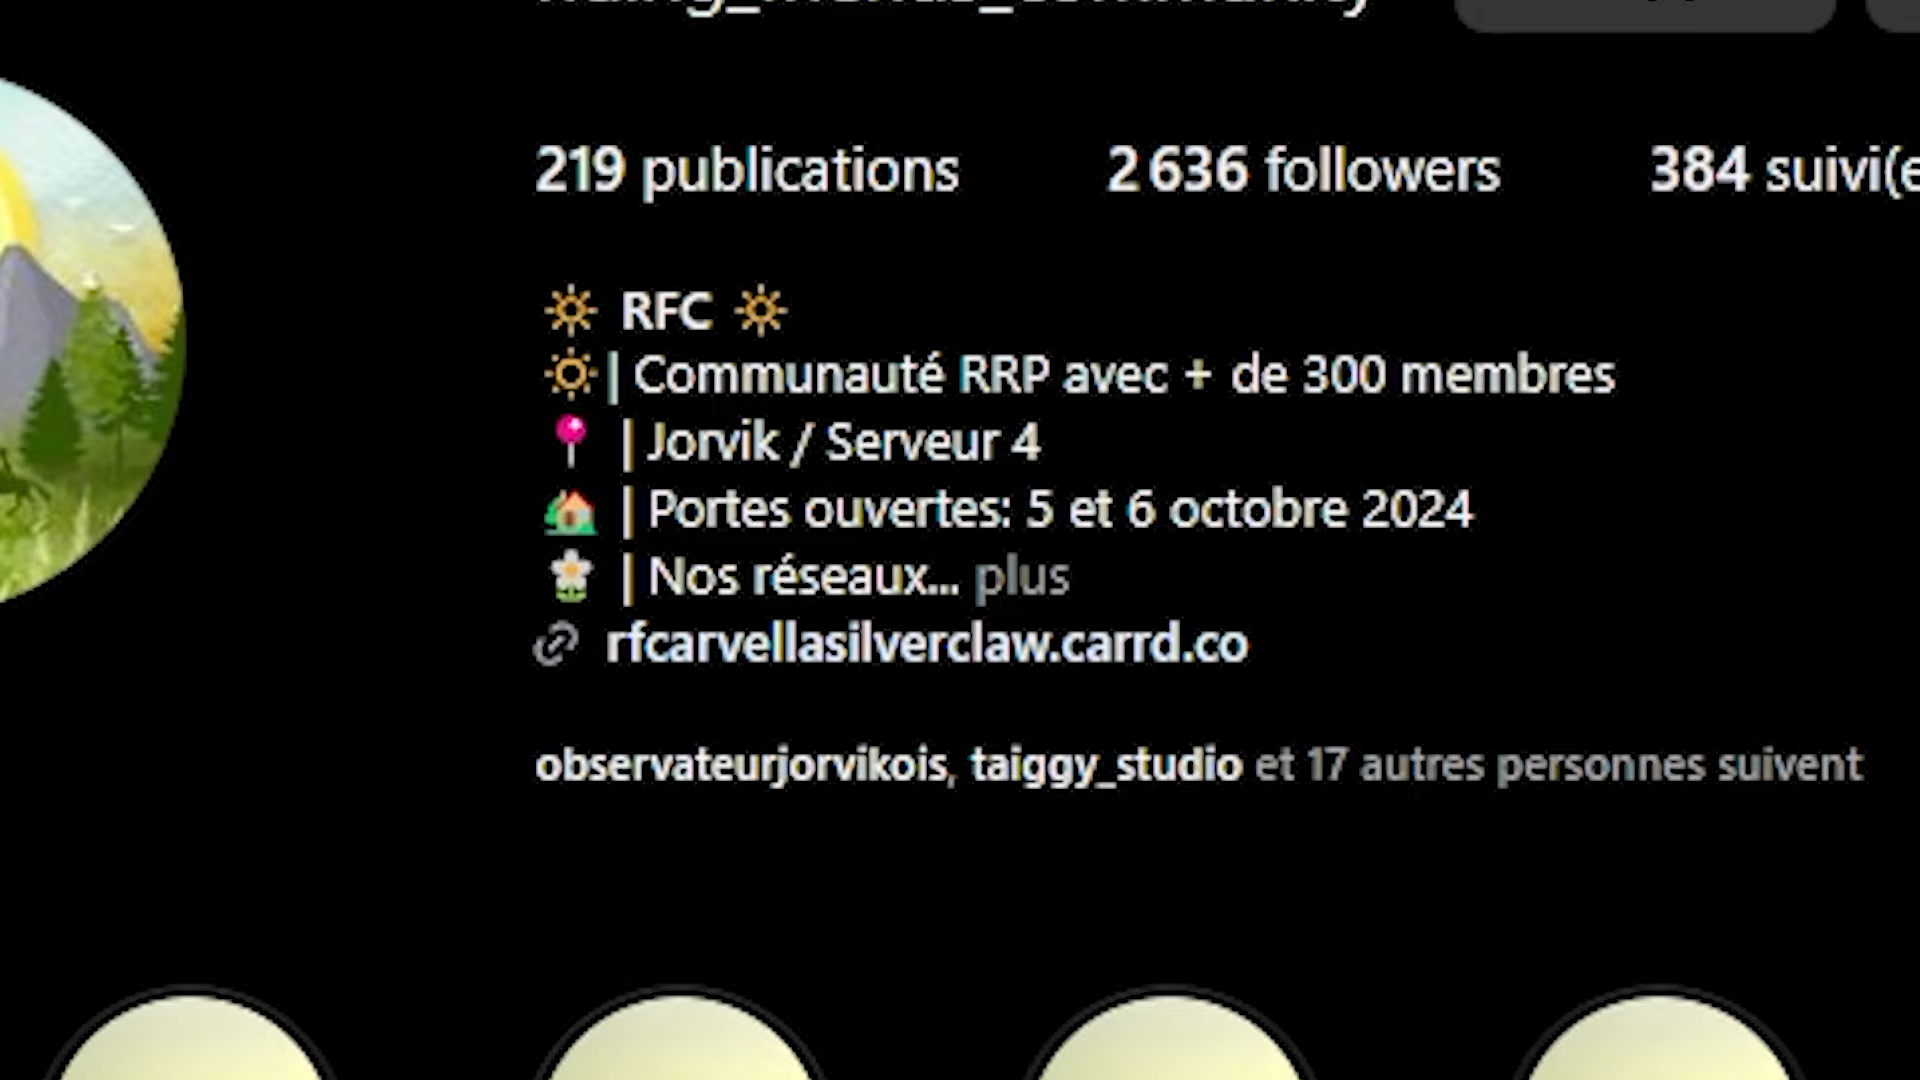 219 publications 2 636 followers 384 suivi(e
🔆 RFC 🔆
🔅| Communauté RRP avec + de 300 membres
📍 | Jorvik / Serveur 4
🏡 | Portes ouvertes: 5 et 6 octobre 2024
🌼 | Nos réseaux... plus
rfcarvellasilverclaw.carrd.co
observateurjorvikois, taiggy_studio et 17 autres personnes suivent